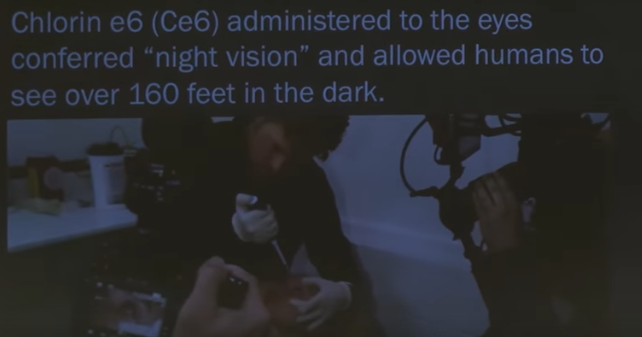 Chlorin e6 (Ce6) administered to the eyes
conferred “night vision” and allowed humans to
see over 160 feet in the dark.